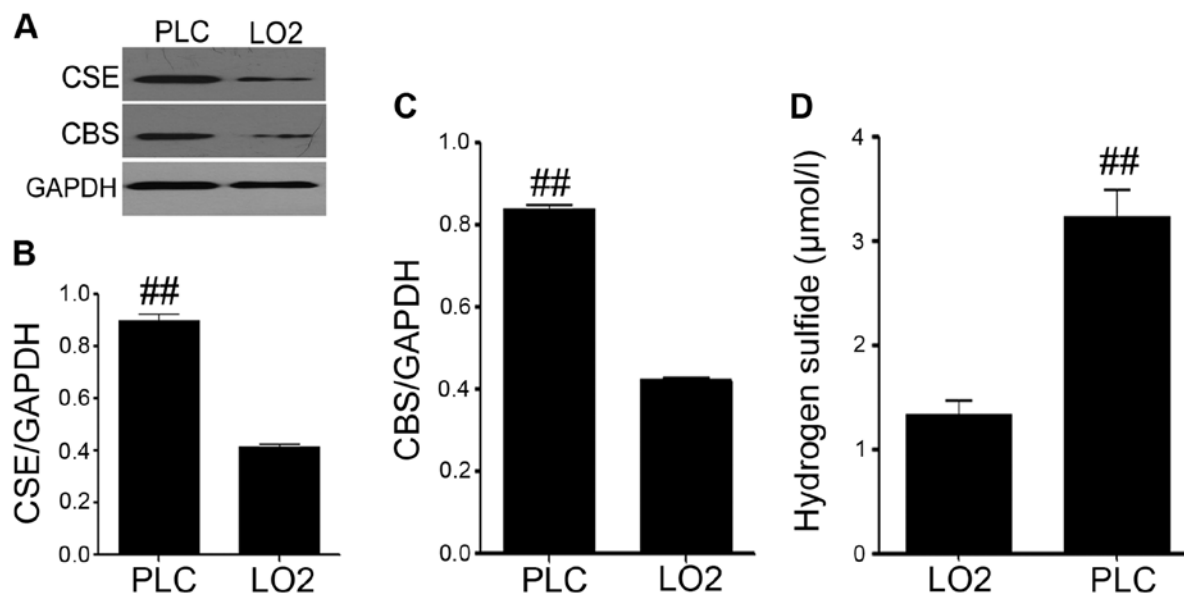 A
PLC LO2
CSE
CBS
GAPDH
B
CSE/GAPDH
1.0
0.8
0.6
0.4
0.2
0.0
##
PLC LO2
C
CBS/GAPDH
1.0
0.8
0.6
0.4
0.2
0.0
##
PLC LO2
D
Hydrogen sulfide (μmol/l)
4
3
2
1
0
##
LO2 PLC